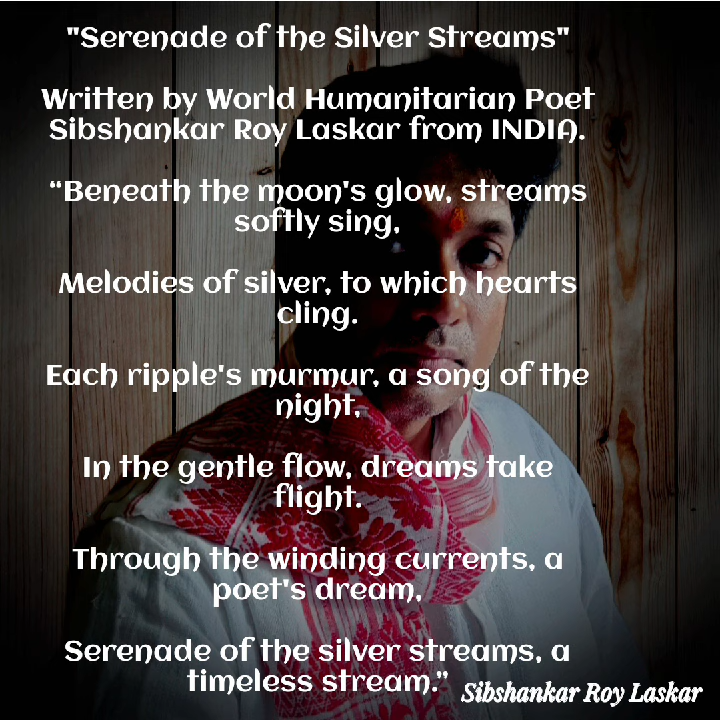 "Serenade of the Silver Streams"
Written by World Humanitarian Poet
Sibshankar Roy Laskar from INDIA.
“Beneath the moon's glow, streams
softly sing,
Melodies of silver, to which hearts
cling.
Each ripple's murmur, a song of the
night,
In the gentle flow, dreams take
flight.
Through the winding currents, a
poet's dream,
Serenade of the silver streams, a
timeless stream.”
Sibshankar Roy Laskar